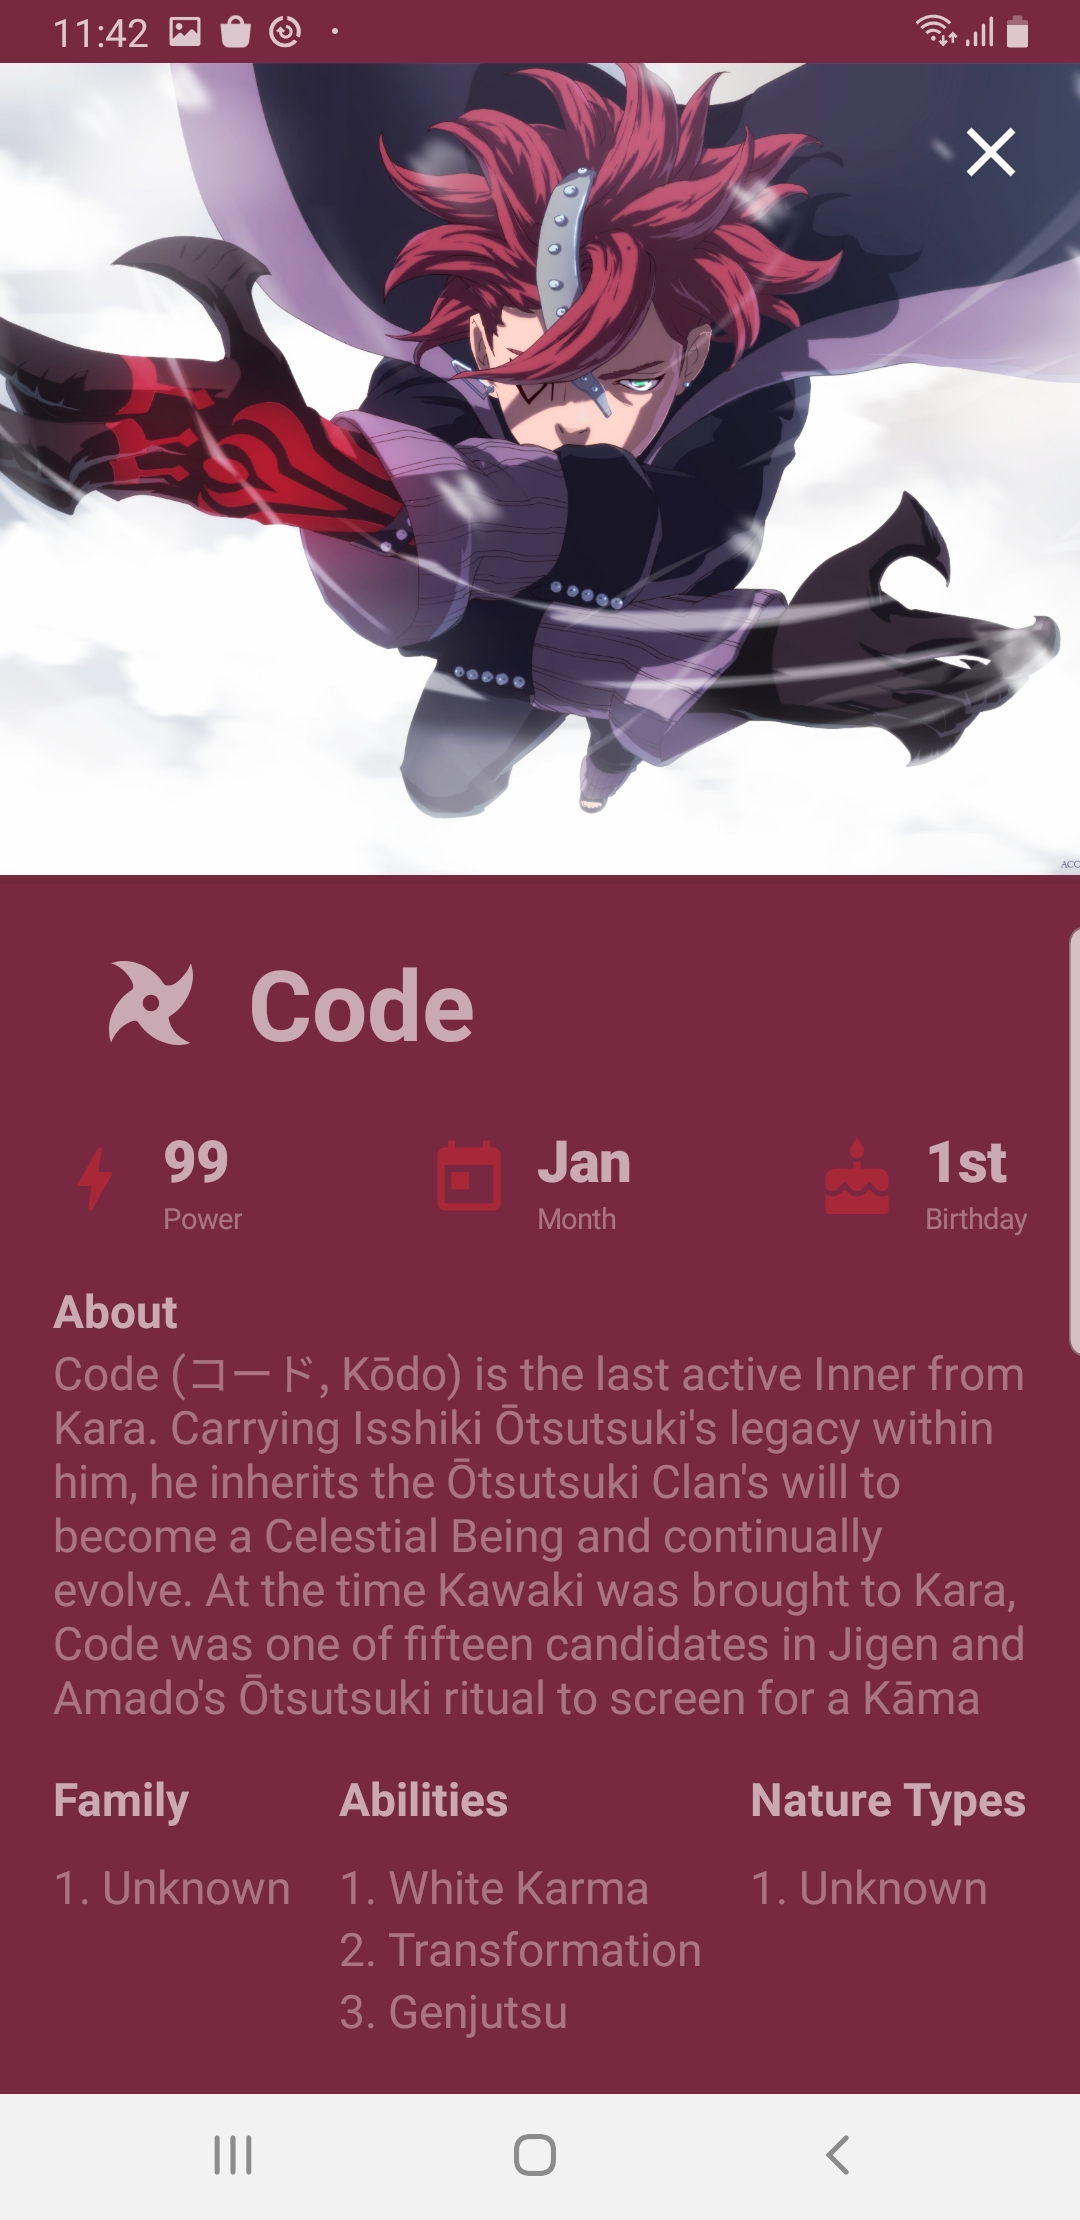 11:42
ACC
Code
99
Power
Jan
Month
1st
Birthday
About
Code (コード, Kōdo) is the last active Inner from
Kara. Carrying Isshiki Ōtsutsuki's legacy within
him, he inherits the Ōtsutsuki Clan's will to
become a Celestial Being and continually
evolve. At the time Kawaki was brought to Kara,
Code was one of fifteen candidates in Jigen and
Amado's Ōtsutsuki ritual to screen for a Kāma
Family
1. Unknown
Abilities
1. White Karma
2. Transformation
3. Genjutsu
Nature Types
1. Unknown